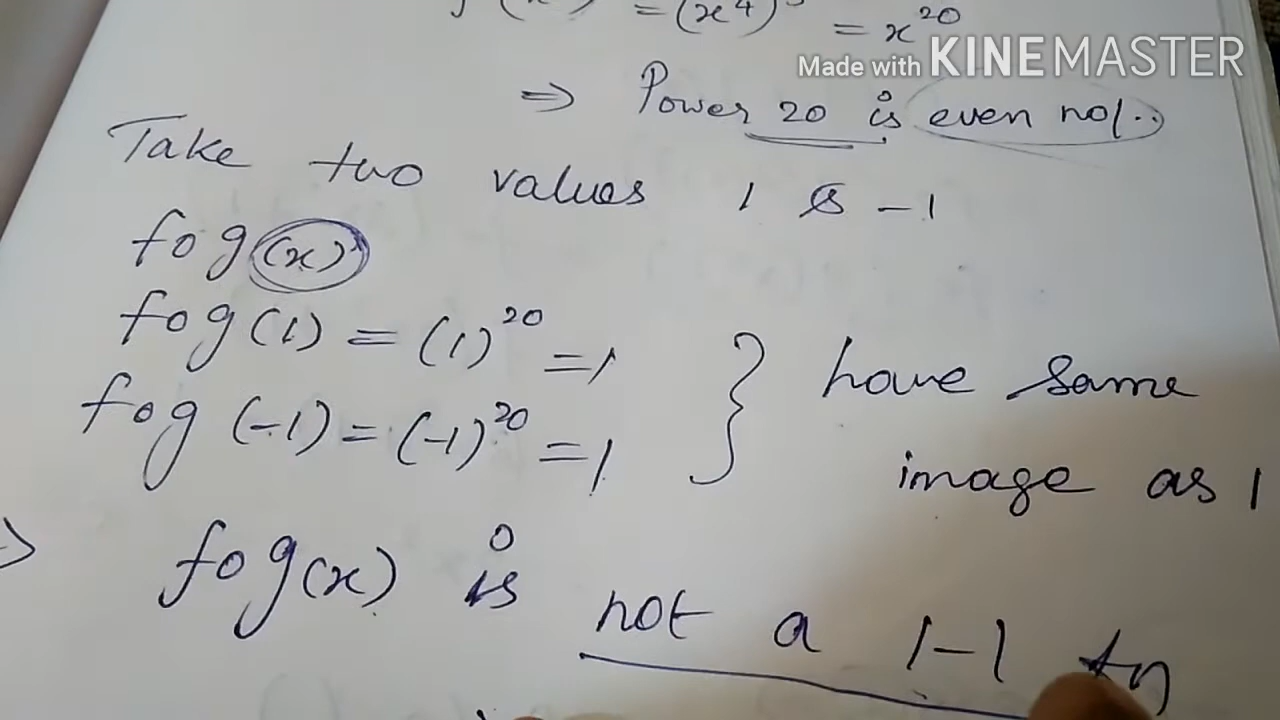 = (x⁴)⁵ = x²⁰
Made with KINEMASTER
⇒ Power 20 is even no/..
Take two values 1 & -1
fog(x)
fog(1) = (1)²⁰ = 1
fog(-1) = (-1)²⁰ = 1 } have same
image as 1
⇒ fog(x) is not a 1-1 fn